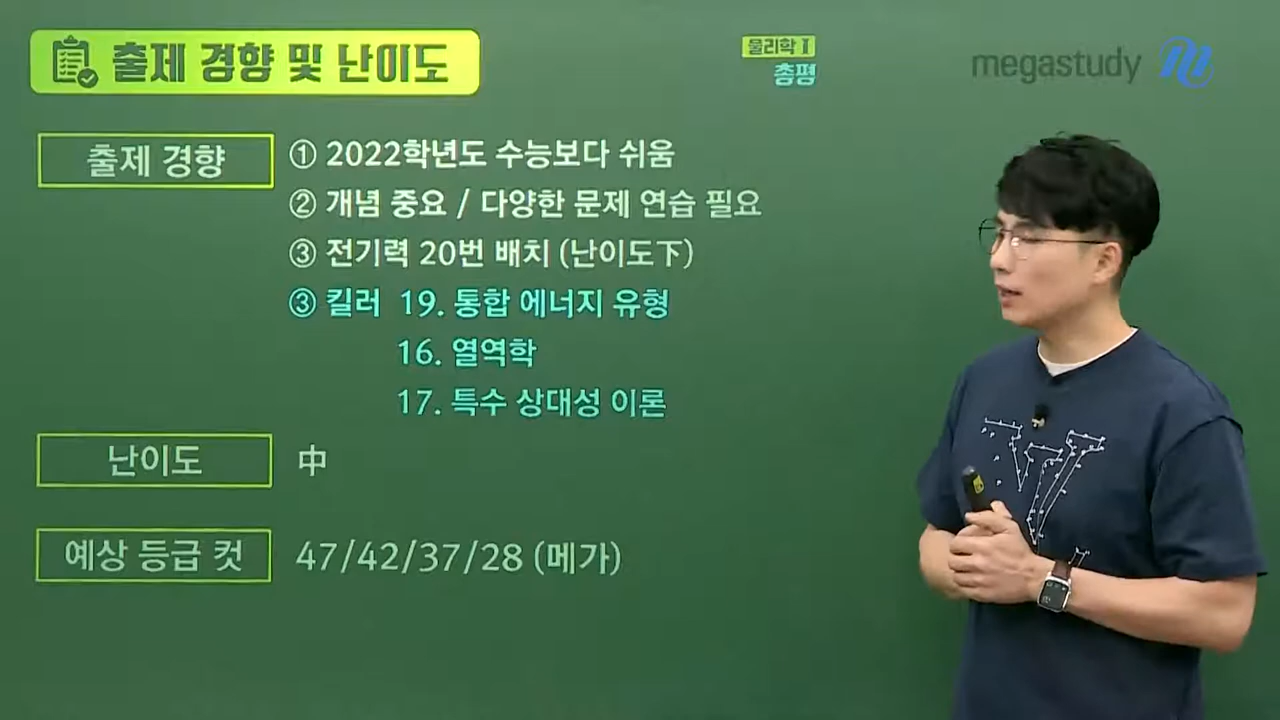 출제 경향 및 난이도
물리학 I
총평
megastudy
출제 경향
① 2022학년도 수능보다 쉬움
② 개념 중요 / 다양한 문제 연습 필요
③ 전기력 20번 배치 (난이도下)
③ 킬러 19. 통합 에너지 유형
16. 열역학
17. 특수 상대성 이론
난이도
中
예상 등급 컷
47/42/37/28 (메가)